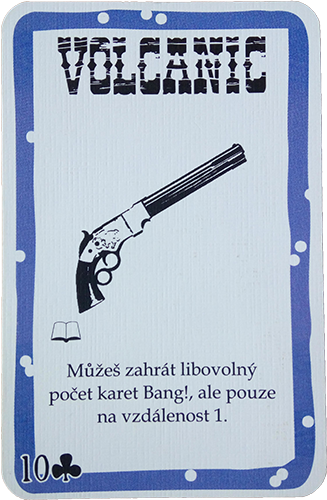 VOLCANIC
Můžeš zahrát libovolný
počet karet Bang!, ale pouze
na vzdálenost 1.
10♣